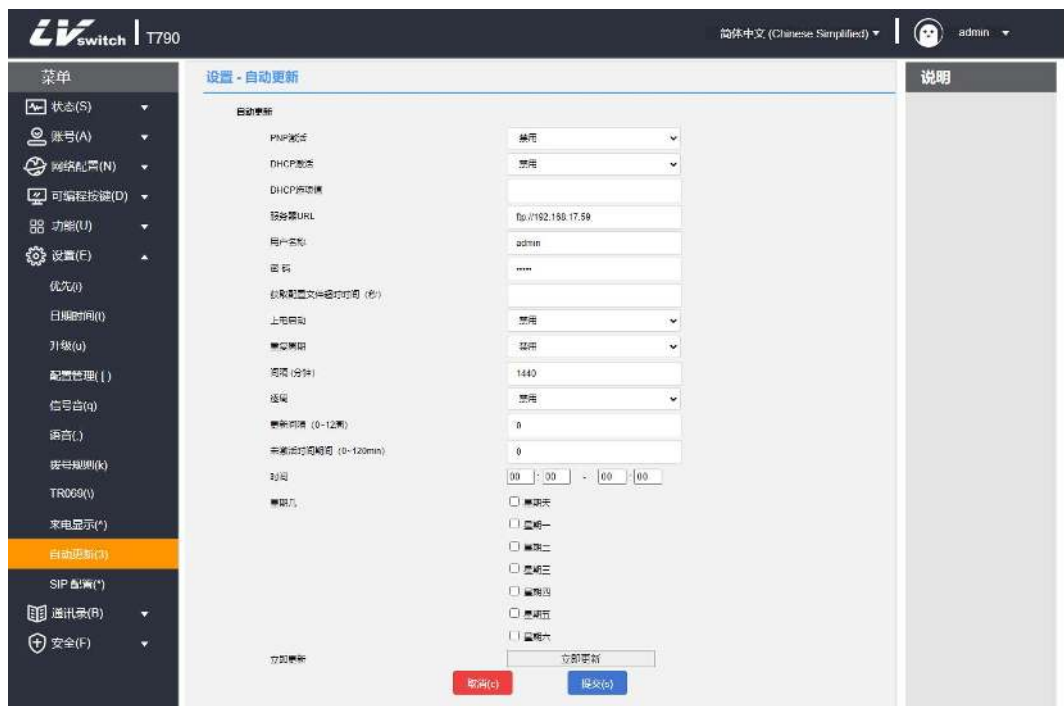 LVswitch T790
简体中文 (Chinese Simplified)
admin
菜单
状态(S)
账号(A)
网络配置(N)
可编程按键(D)
功能(U)
设置(E)
优先(i)
日期时间(t)
升级(u)
配置管理([)
信号音(q)
语音(.)
拨号规则(k)
TR069(\)
来电显示(^)
自动更新(3)
SIP 配置(*)
通讯录(B)
安全(F)
设置 - 自动更新
自动更新
PNP激活 禁用
DHCP激活 禁用
DHCP选项值
服务器URL ftp://192.168.17.59
用户名称 admin
密码 •••••
获取配置文件超时时间（秒）
上电启动 禁用
重复周期 禁用
间隔 (分钟) 1440
每周 禁用
更新间隔（0~12周） 0
未激活时间期间（0~120min） 0
时间 00 : 00 - 00 : 00
星期几
星期天
星期一
星期二
星期三
星期四
星期五
星期六
立即更新 立即更新
取消(c) 提交(s)
说明